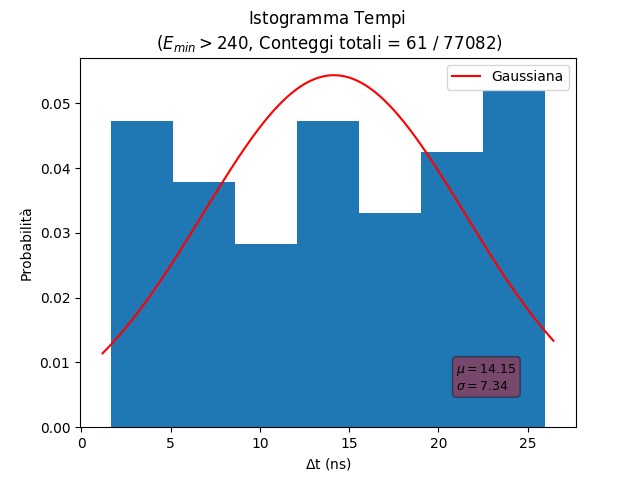 Istogramma Tempi
(E_min > 240, Conteggi totali = 61 / 77082)
Gaussiana
0.05
0.04
0.03
0.02
0.01
0.00
Probabilità
μ = 14.15
σ = 7.34
0 5 10 15 20 25
Δt (ns)